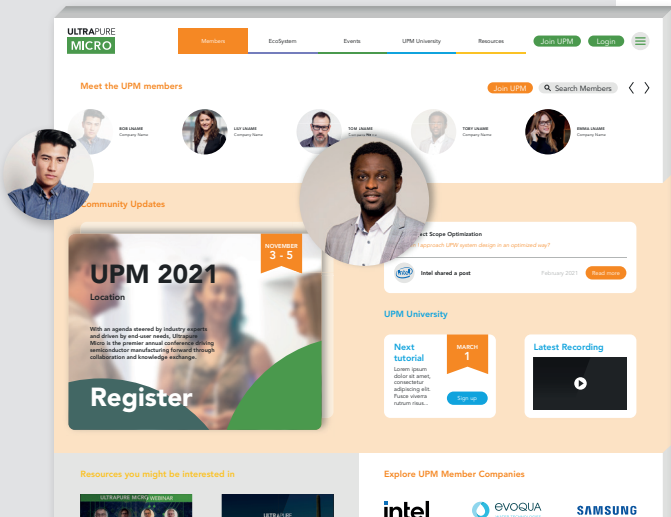 ULTRAPURE
MICRO
Members
EcoSystem
Events
UPM University
Resources
Join UPM
Login
Meet the UPM members
Join UPM
Search Members
BOB LNAME
Company Name
LILY LNAME
Company Name
TOM LNAME
TOBY LNAME
Company Name
EMMA LNAME
Company Name
Community Updates
NOVEMBER
3 - 5
UPM 2021
Location
With an agenda steered by industry experts
and driven by end-user needs, Ultrapure
Micro is the premier annual conference driving
semiconductor manufacturing forward through
collaboration and knowledge exchange.
Register
Scope Optimization
approach UPW system design in an optimized way?
intel
Intel shared a post
February 2021
Read more
UPM University
Next
tutorial
MARCH
1
Lorem ipsum
dolor sit amet,
consectetur
adipiscing elit.
Fusce viverra
rutrum risus...
Sign up
Latest Recording
Resources you might be interested in
ULTRAPURE MICRO WEBINAR
ULTRAPURE
Explore UPM Member Companies
intel
evoqua
SAMSUNG